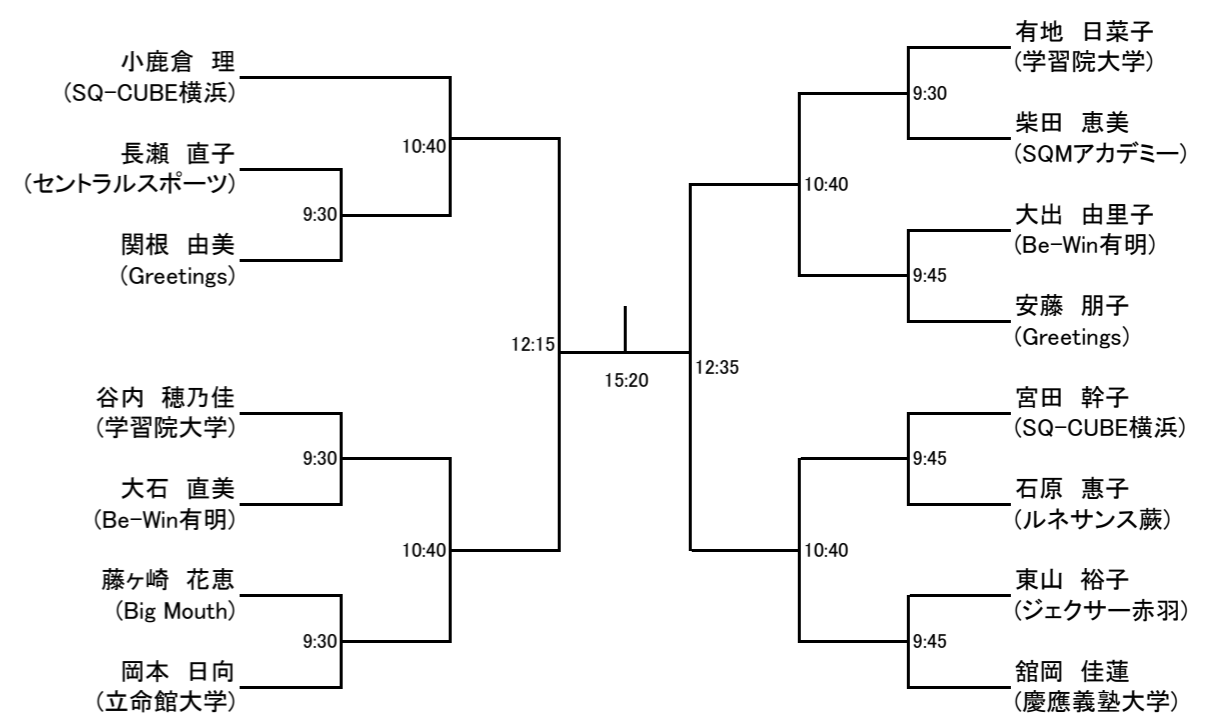 小鹿倉　理
(SQ-CUBE横浜)
10:40
長瀬　直子
(セントラルスポーツ)
9:30
関根　由美
(Greetings)
12:15
谷内　穂乃佳
(学習院大学)
9:30
大石　直美
(Be-Win有明)
10:40
藤ヶ崎　花恵
(Big Mouth)
9:30
岡本　日向
(立命館大学)
15:20
有地　日菜子
(学習院大学)
9:30
柴田　恵美
(SQMアカデミー)
10:40
大出　由里子
(Be-Win有明)
9:45
安藤　朋子
(Greetings)
12:35
宮田　幹子
(SQ-CUBE横浜)
9:45
石原　惠子
(ルネサンス蕨)
10:40
東山　裕子
(ジェクサー赤羽)
9:45
舘岡　佳蓮
(慶應義塾大学)